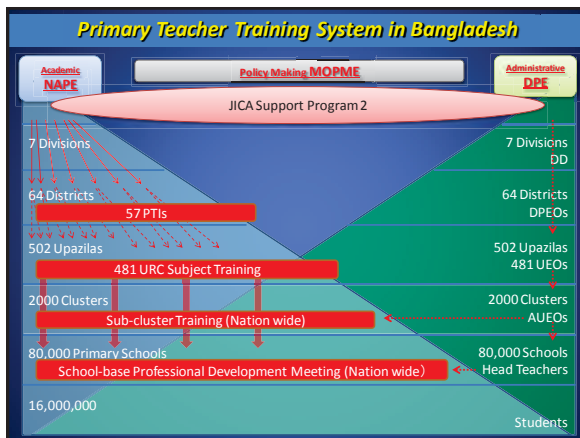 Primary Teacher Training System in Bangladesh
Academic
NAPE
Policy Making MOPME
Administrative
DPE
JICA Support Program 2
7 Divisions
7 Divisions
DD
64 Districts
64 Districts
57 PTIs
DPEOs
502 Upazilas
502 Upazilas
481 URC Subject Training
481 UEOs
2000 Clusters
2000 Clusters
Sub-cluster Training (Nation wide)
AUEOs
80,000 Primary Schools
80,000 Schools
School-base Professional Development Meeting (Nation wide)
Head Teachers
16,000,000
Students